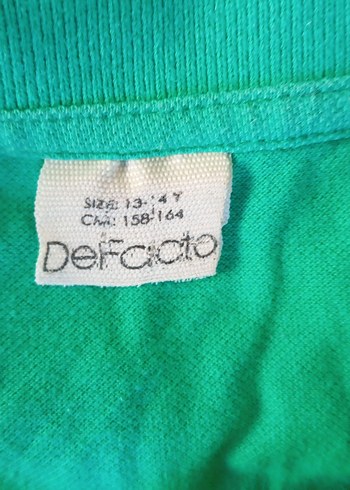 SIZE: 13-14 Y
CM: 158-164
DeFacto